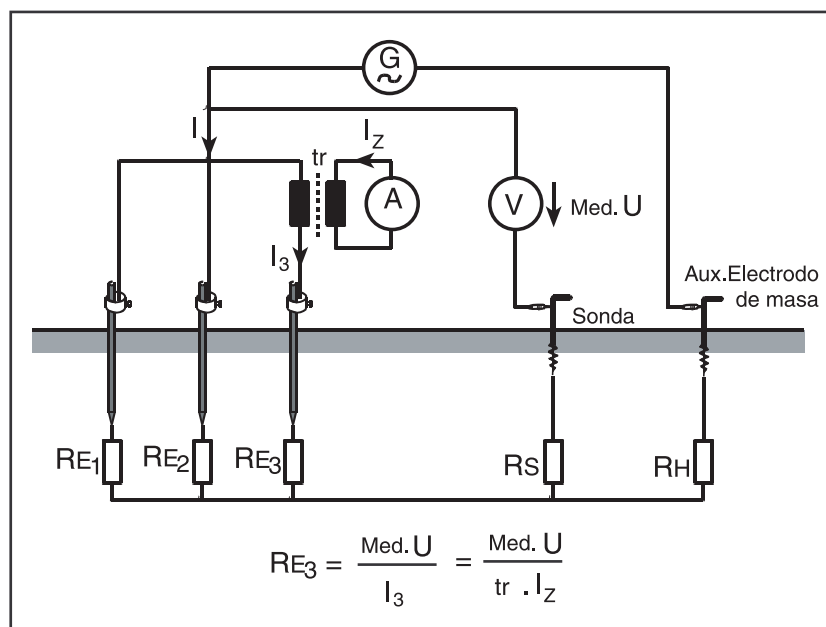 G
I
tr
I_Z
A
V
Med. U
I_3
Aux.Electrodo
de masa
Sonda
RE1
RE2
RE3
RS
RH
RE3 = Med. U / I_3 = Med. U / tr . I_Z